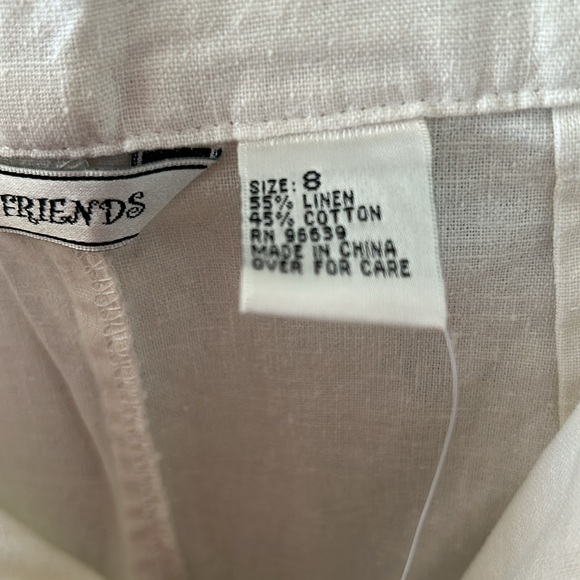 FRIENDS
SIZE: 8
55% LINEN
45% COTTON
RN 96639
MADE IN CHINA
OVER FOR CARE